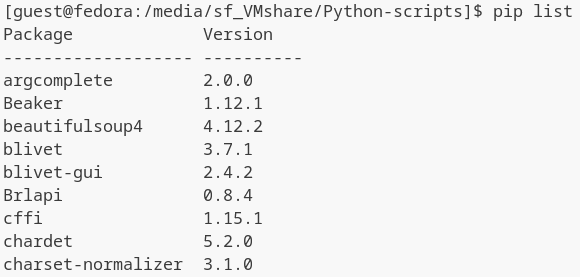 [guest@fedora:/media/sf_VMshare/Python-scripts]$ pip list
Package             Version
------------------- ----------
argcomplete         2.0.0
Beaker              1.12.1
beautifulsoup4      4.12.2
blivet              3.7.1
blivet-gui          2.4.2
Brlapi              0.8.4
cffi                1.15.1
chardet             5.2.0
charset-normalizer  3.1.0